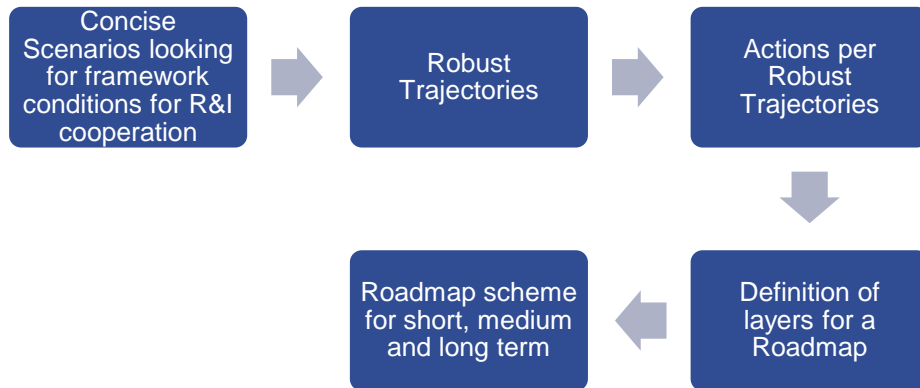 Concise
Scenarios looking
for framework
conditions for R&I
cooperation
Robust
Trajectories
Actions per
Robust
Trajectories
Definition of
layers for a
Roadmap
Roadmap scheme
for short, medium
and long term